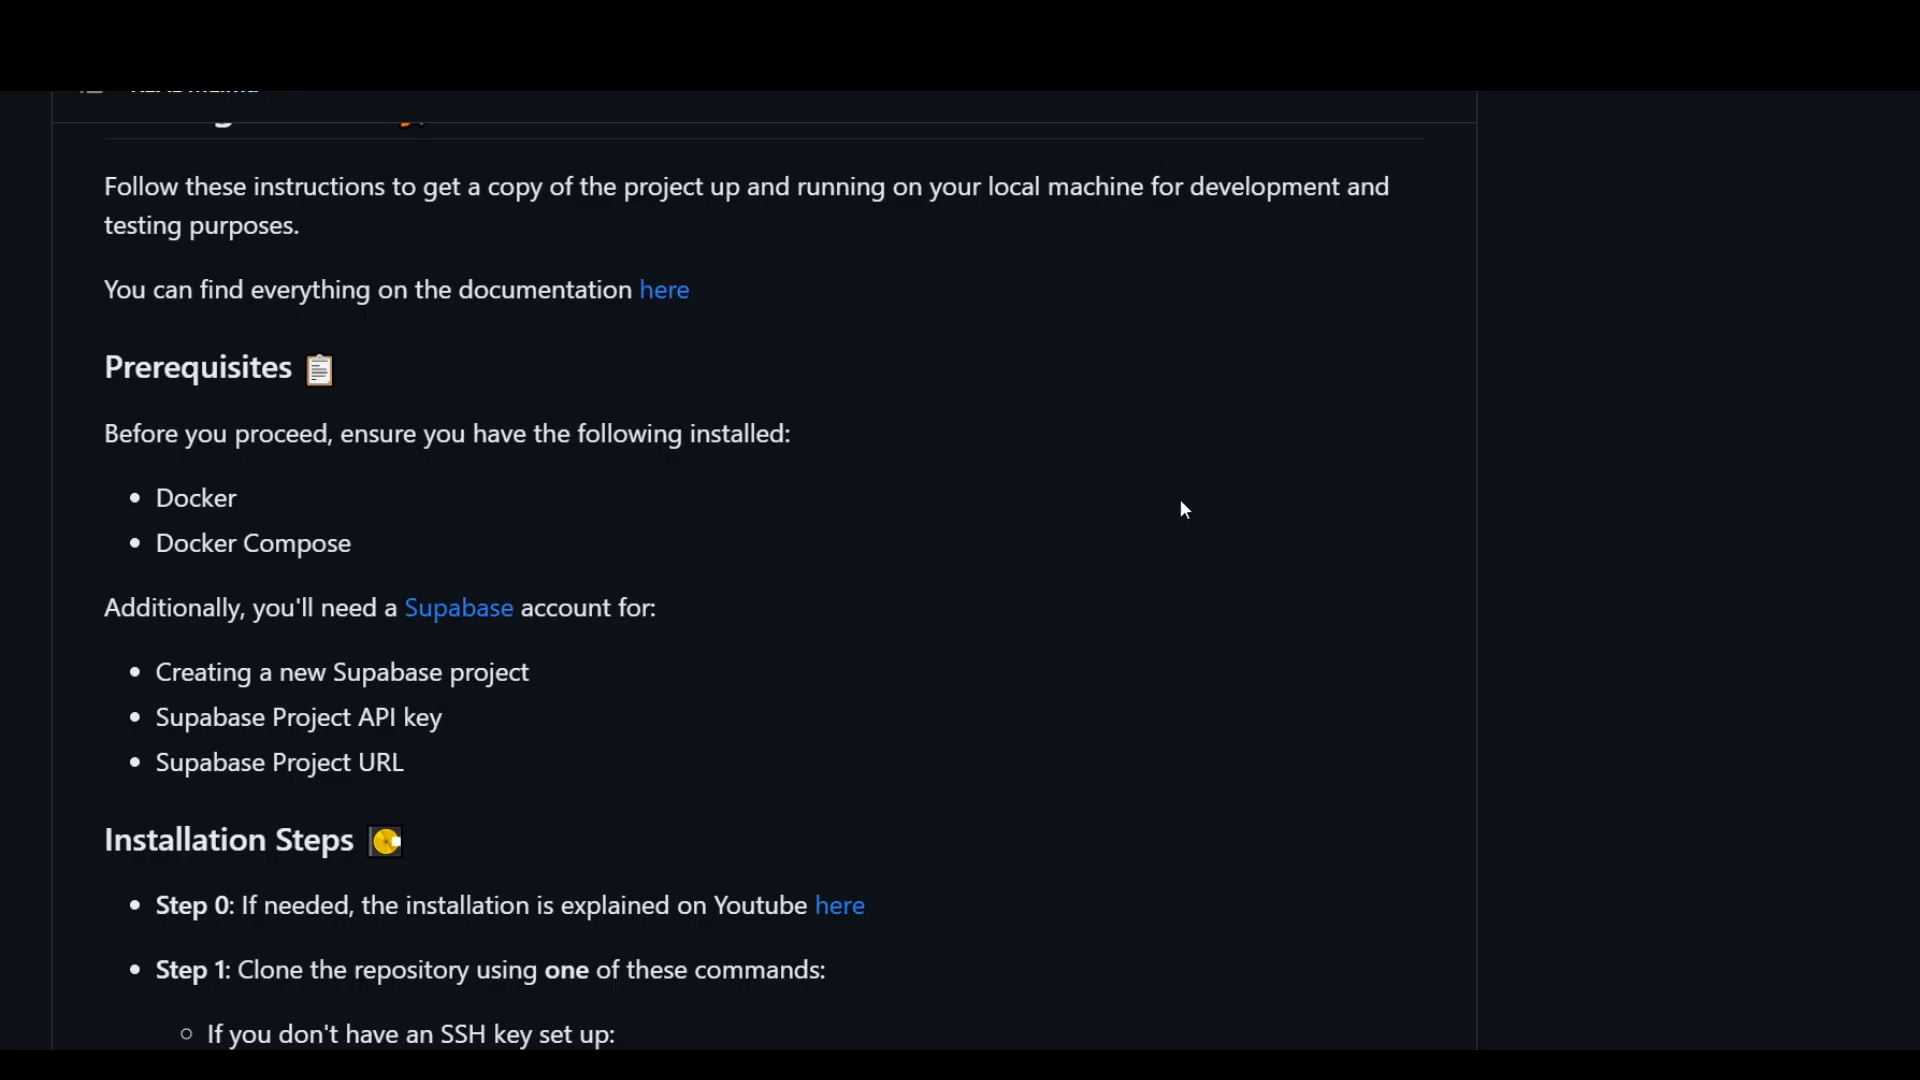 Follow these instructions to get a copy of the project up and running on your local machine for development and
testing purposes.
You can find everything on the documentation here
Prerequisites 📋
Before you proceed, ensure you have the following installed:
• Docker
• Docker Compose
Additionally, you'll need a Supabase account for:
• Creating a new Supabase project
• Supabase Project API key
• Supabase Project URL
Installation Steps 💽
• Step 0: If needed, the installation is explained on Youtube here
• Step 1: Clone the repository using one of these commands:
○ If you don't have an SSH key set up: